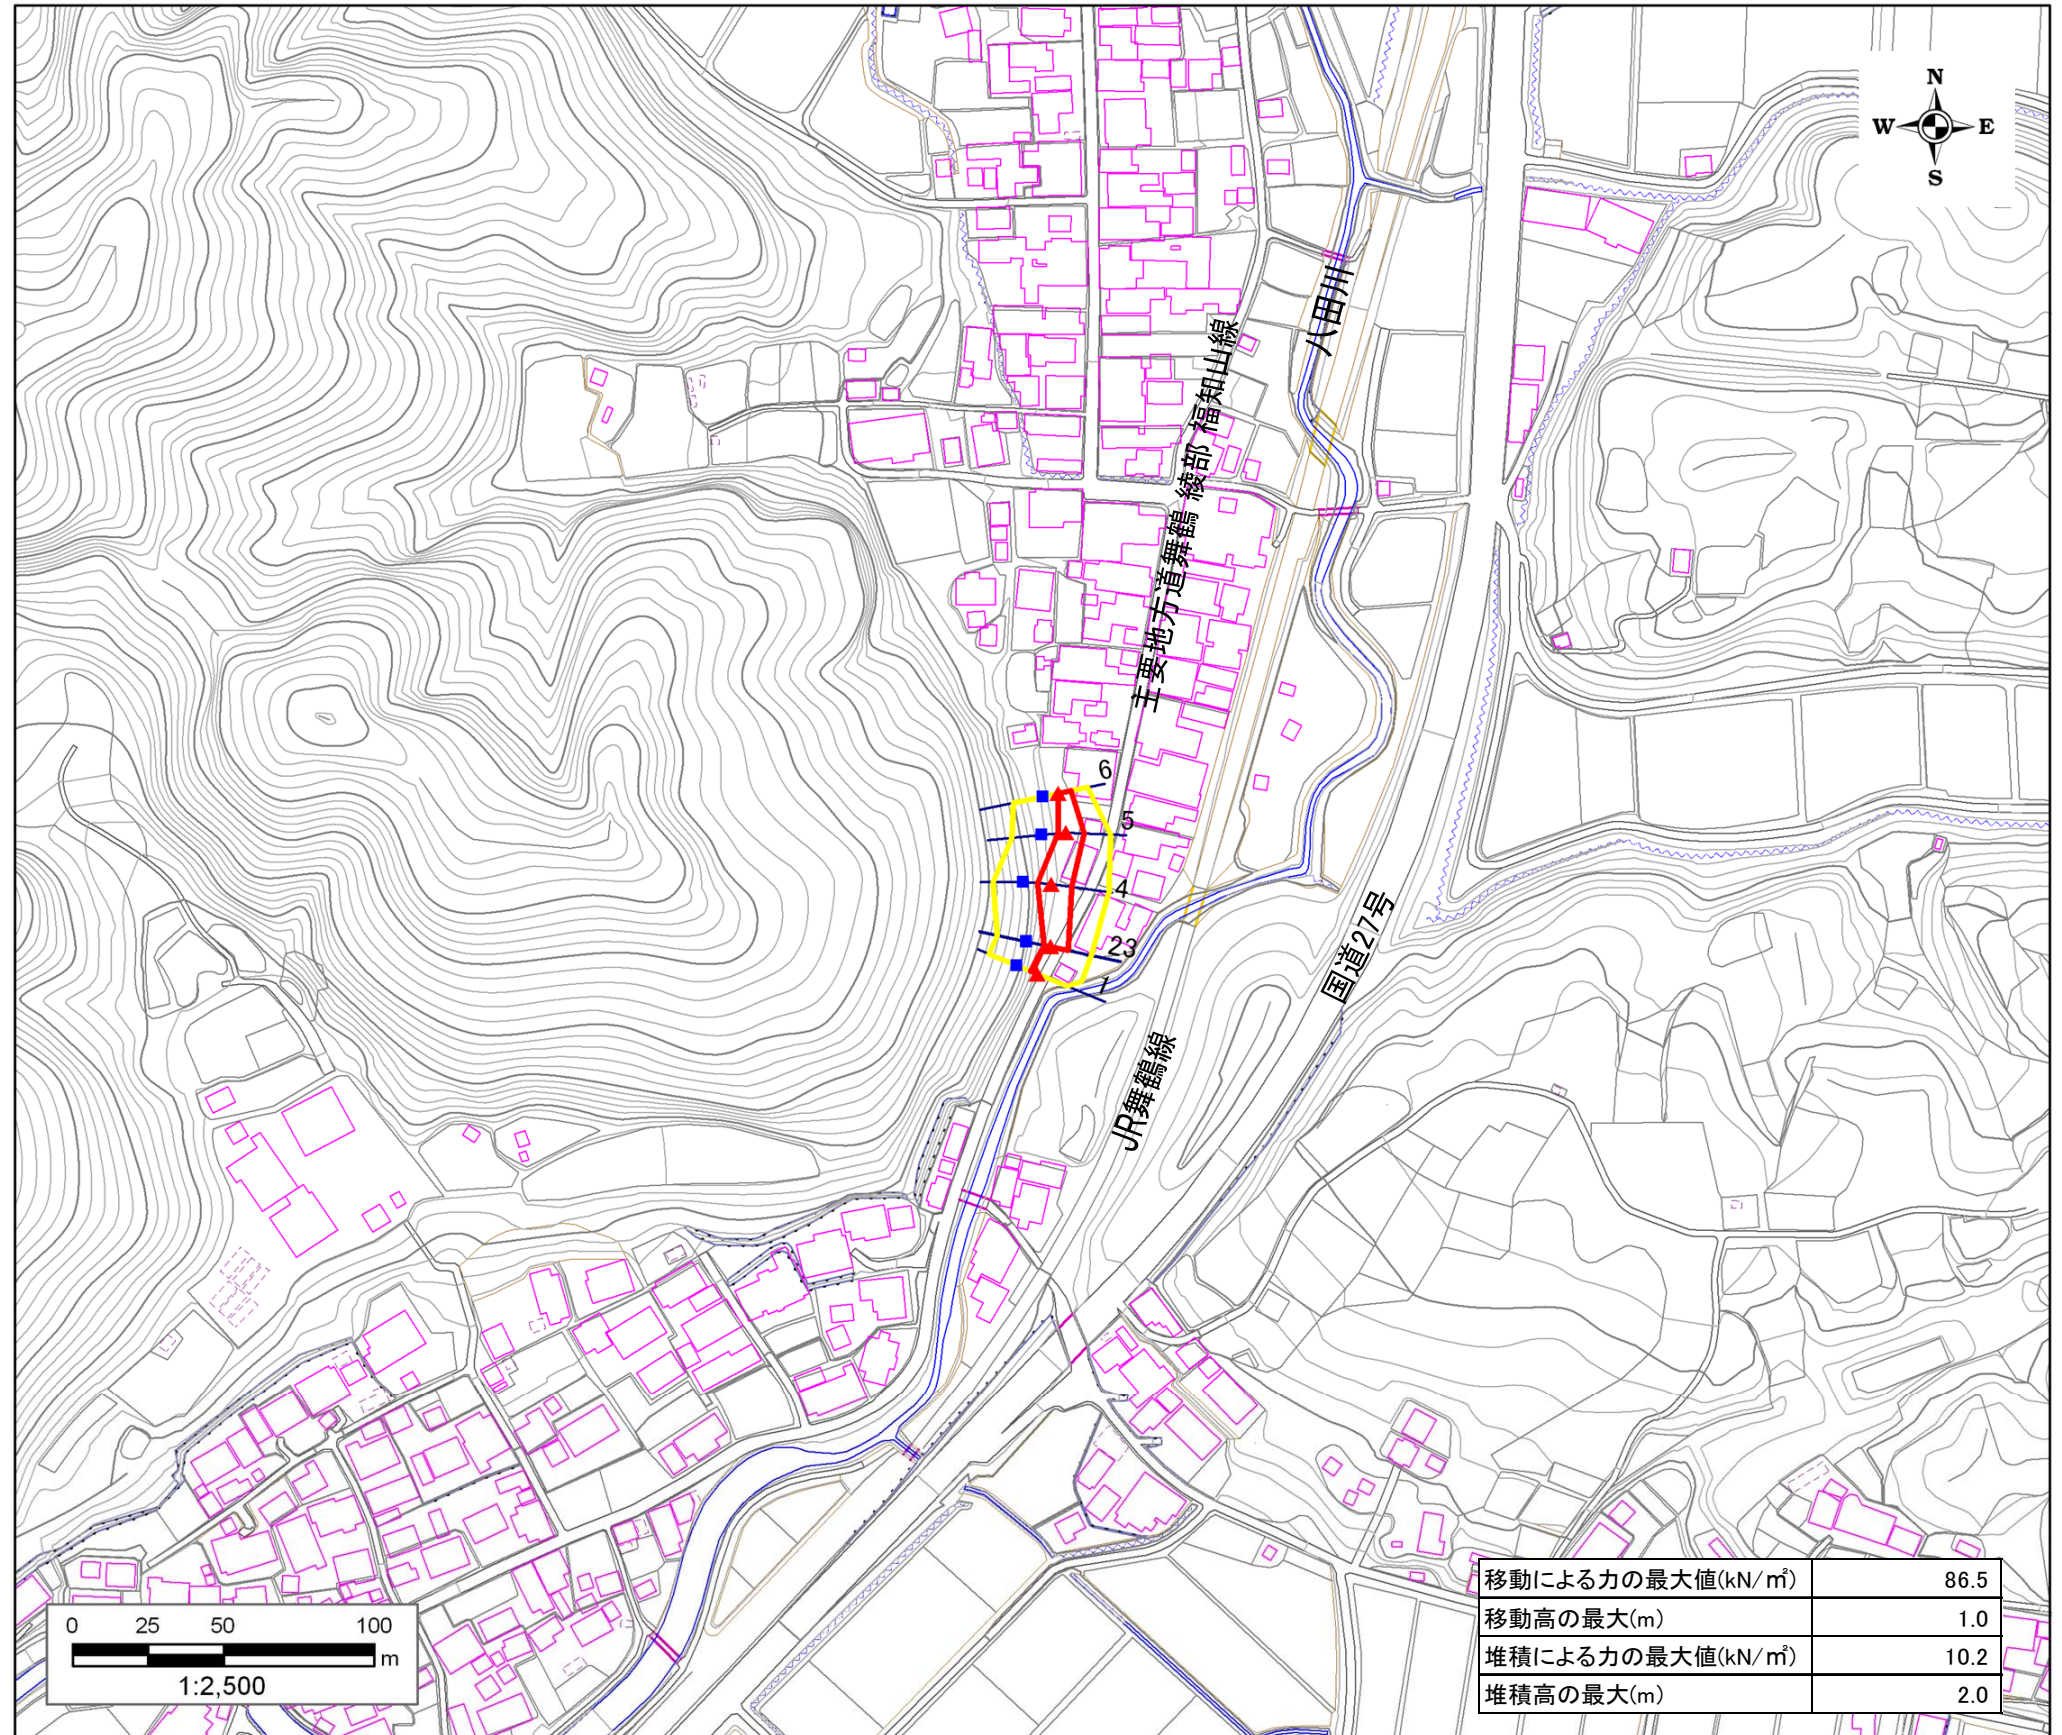 N
W E
S
八田川
主要地方道舞鶴 綾部 福知山線
6
5
4
23
1
国道27号
JR舞鶴線
移動による力の最大値(kN/㎡) 86.5
移動高の最大(m) 1.0
堆積による力の最大値(kN/㎡) 10.2
堆積高の最大(m) 2.0
0 25 50 100
m
1:2,500